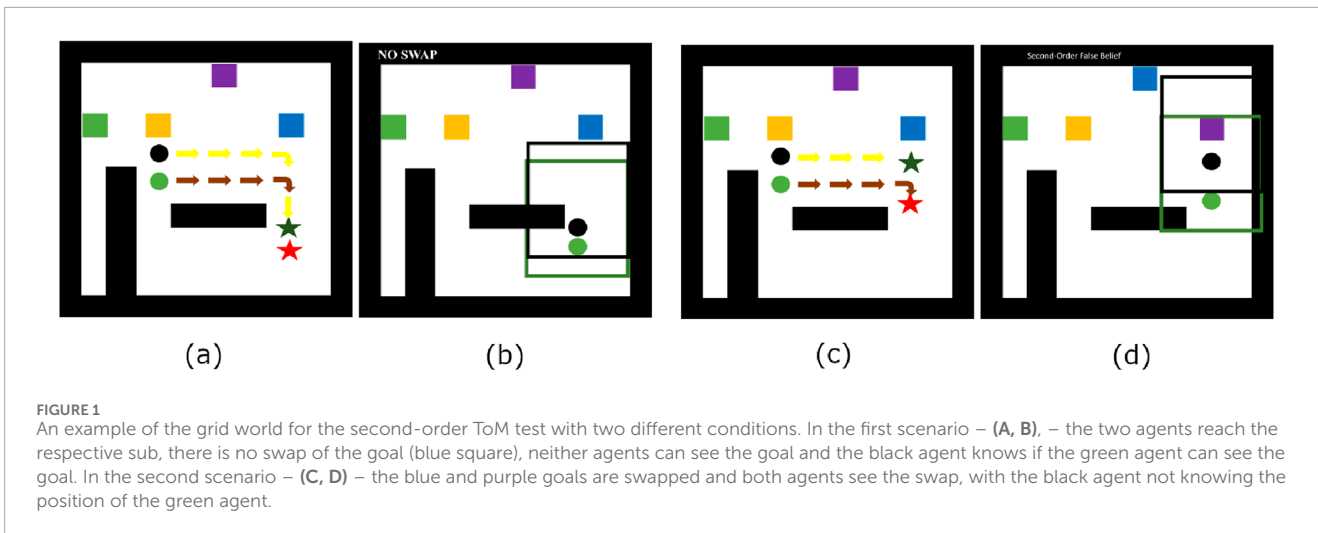 NO SWAP
Second-Order False Belief
(a)
(b)
(c)
(d)
FIGURE 1
An example of the grid world for the second-order ToM test with two different conditions. In the first scenario – (A, B), – the two agents reach the
respective sub, there is no swap of the goal (blue square), neither agents can see the goal and the black agent knows if the green agent can see the
goal. In the second scenario – (C, D) – the blue and purple goals are swapped and both agents see the swap, with the black agent not knowing the
position of the green agent.